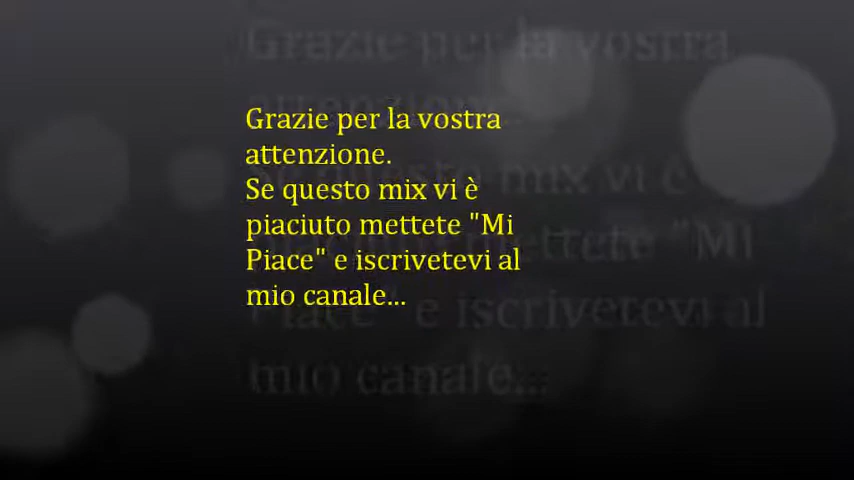 Grazie per la vostra
attenzione.
Se questo mix vi è
piaciuto mettete "Mi
Piace" e iscrivetevi al
mio canale...